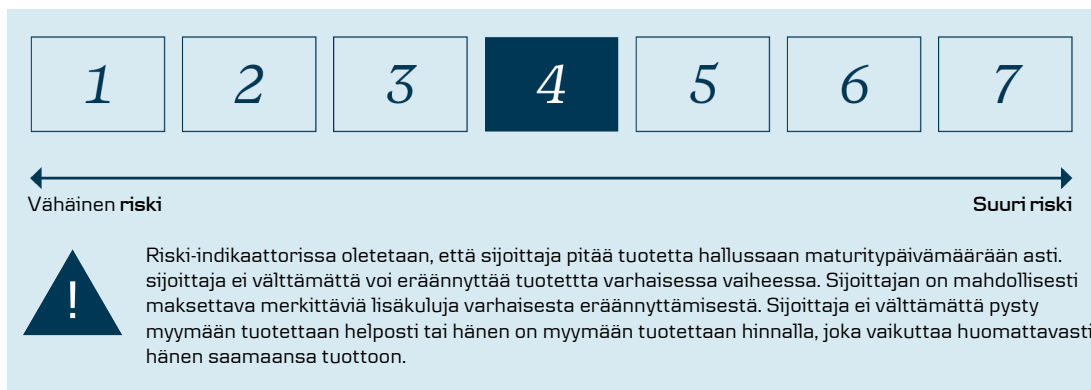 1 2 3 4 5 6 7
Vähäinen riski Suuri riski
!
Riski-indikaattorissa oletetaan, että sijoittaja pitää tuotetta hallussaan maturitypäivämäärään asti.
sijoittaja ei välttämättä voi eräännyttää tuotettta varhaisessa vaiheessa. Sijoittajan on mahdollisesti
maksettava merkittäviä lisäkuluja varhaisesta eräännyttämisestä. Sijoittaja ei välttämättä pysty
myymään tuotettaan helposti tai hänen on myymään tuotettaan hinnalla, joka vaikuttaa huomattavasti
hänen saamaansa tuottoon.